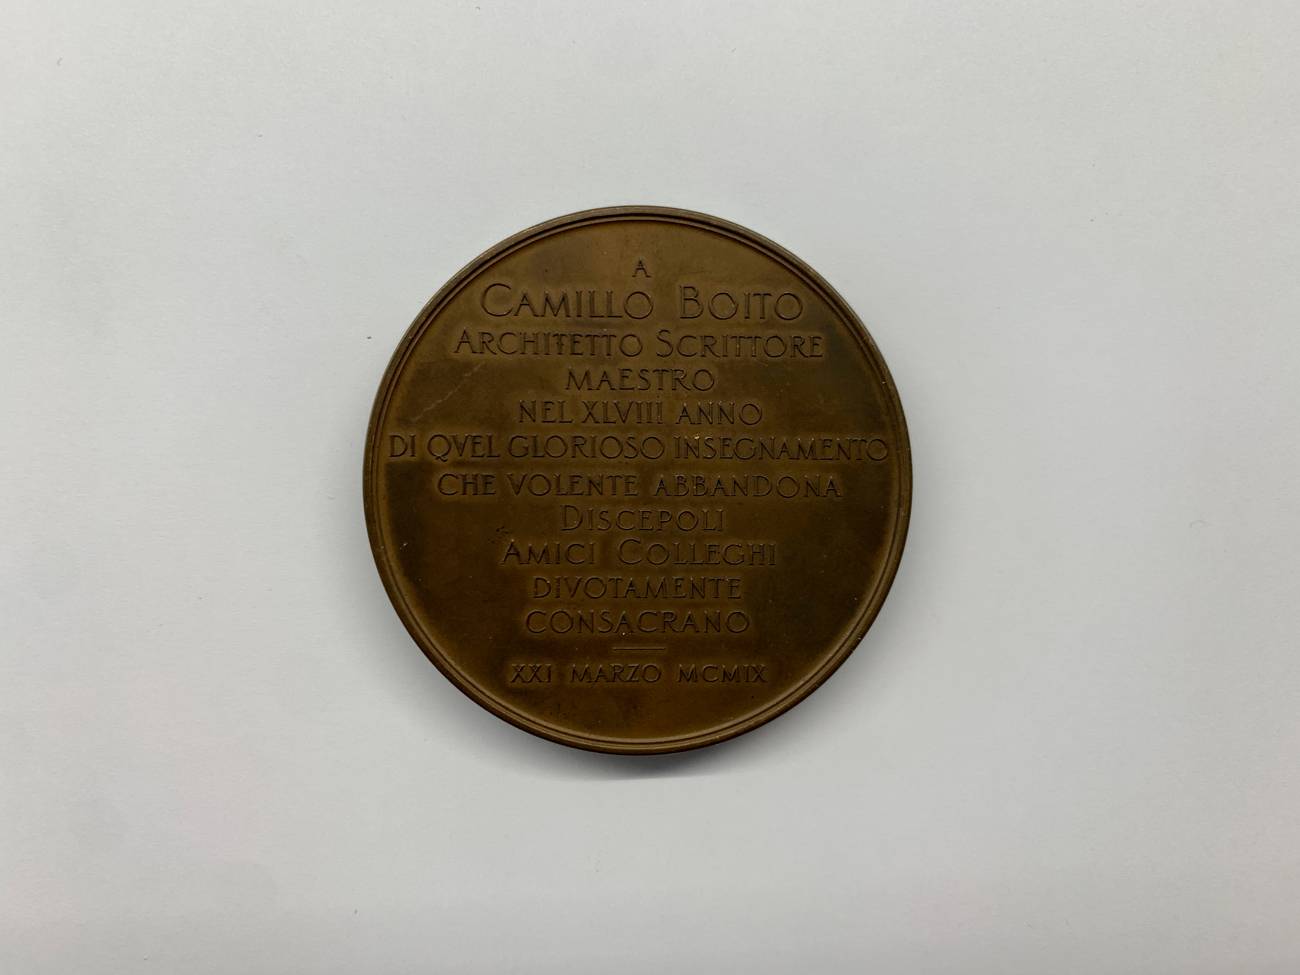 A
CAMILLO BOITO
ARCHITETTO SCRITTORE
MAESTRO
NEL XLVIII ANNO
DI QVEL GLORIOSO INSEGNAMENTO
CHE VOLENTE ABBANDONA
DISCEPOLI
AMICI COLLEGHI
DIVOTAMENTE
CONSACRANO
XXI MARZO MCMIX